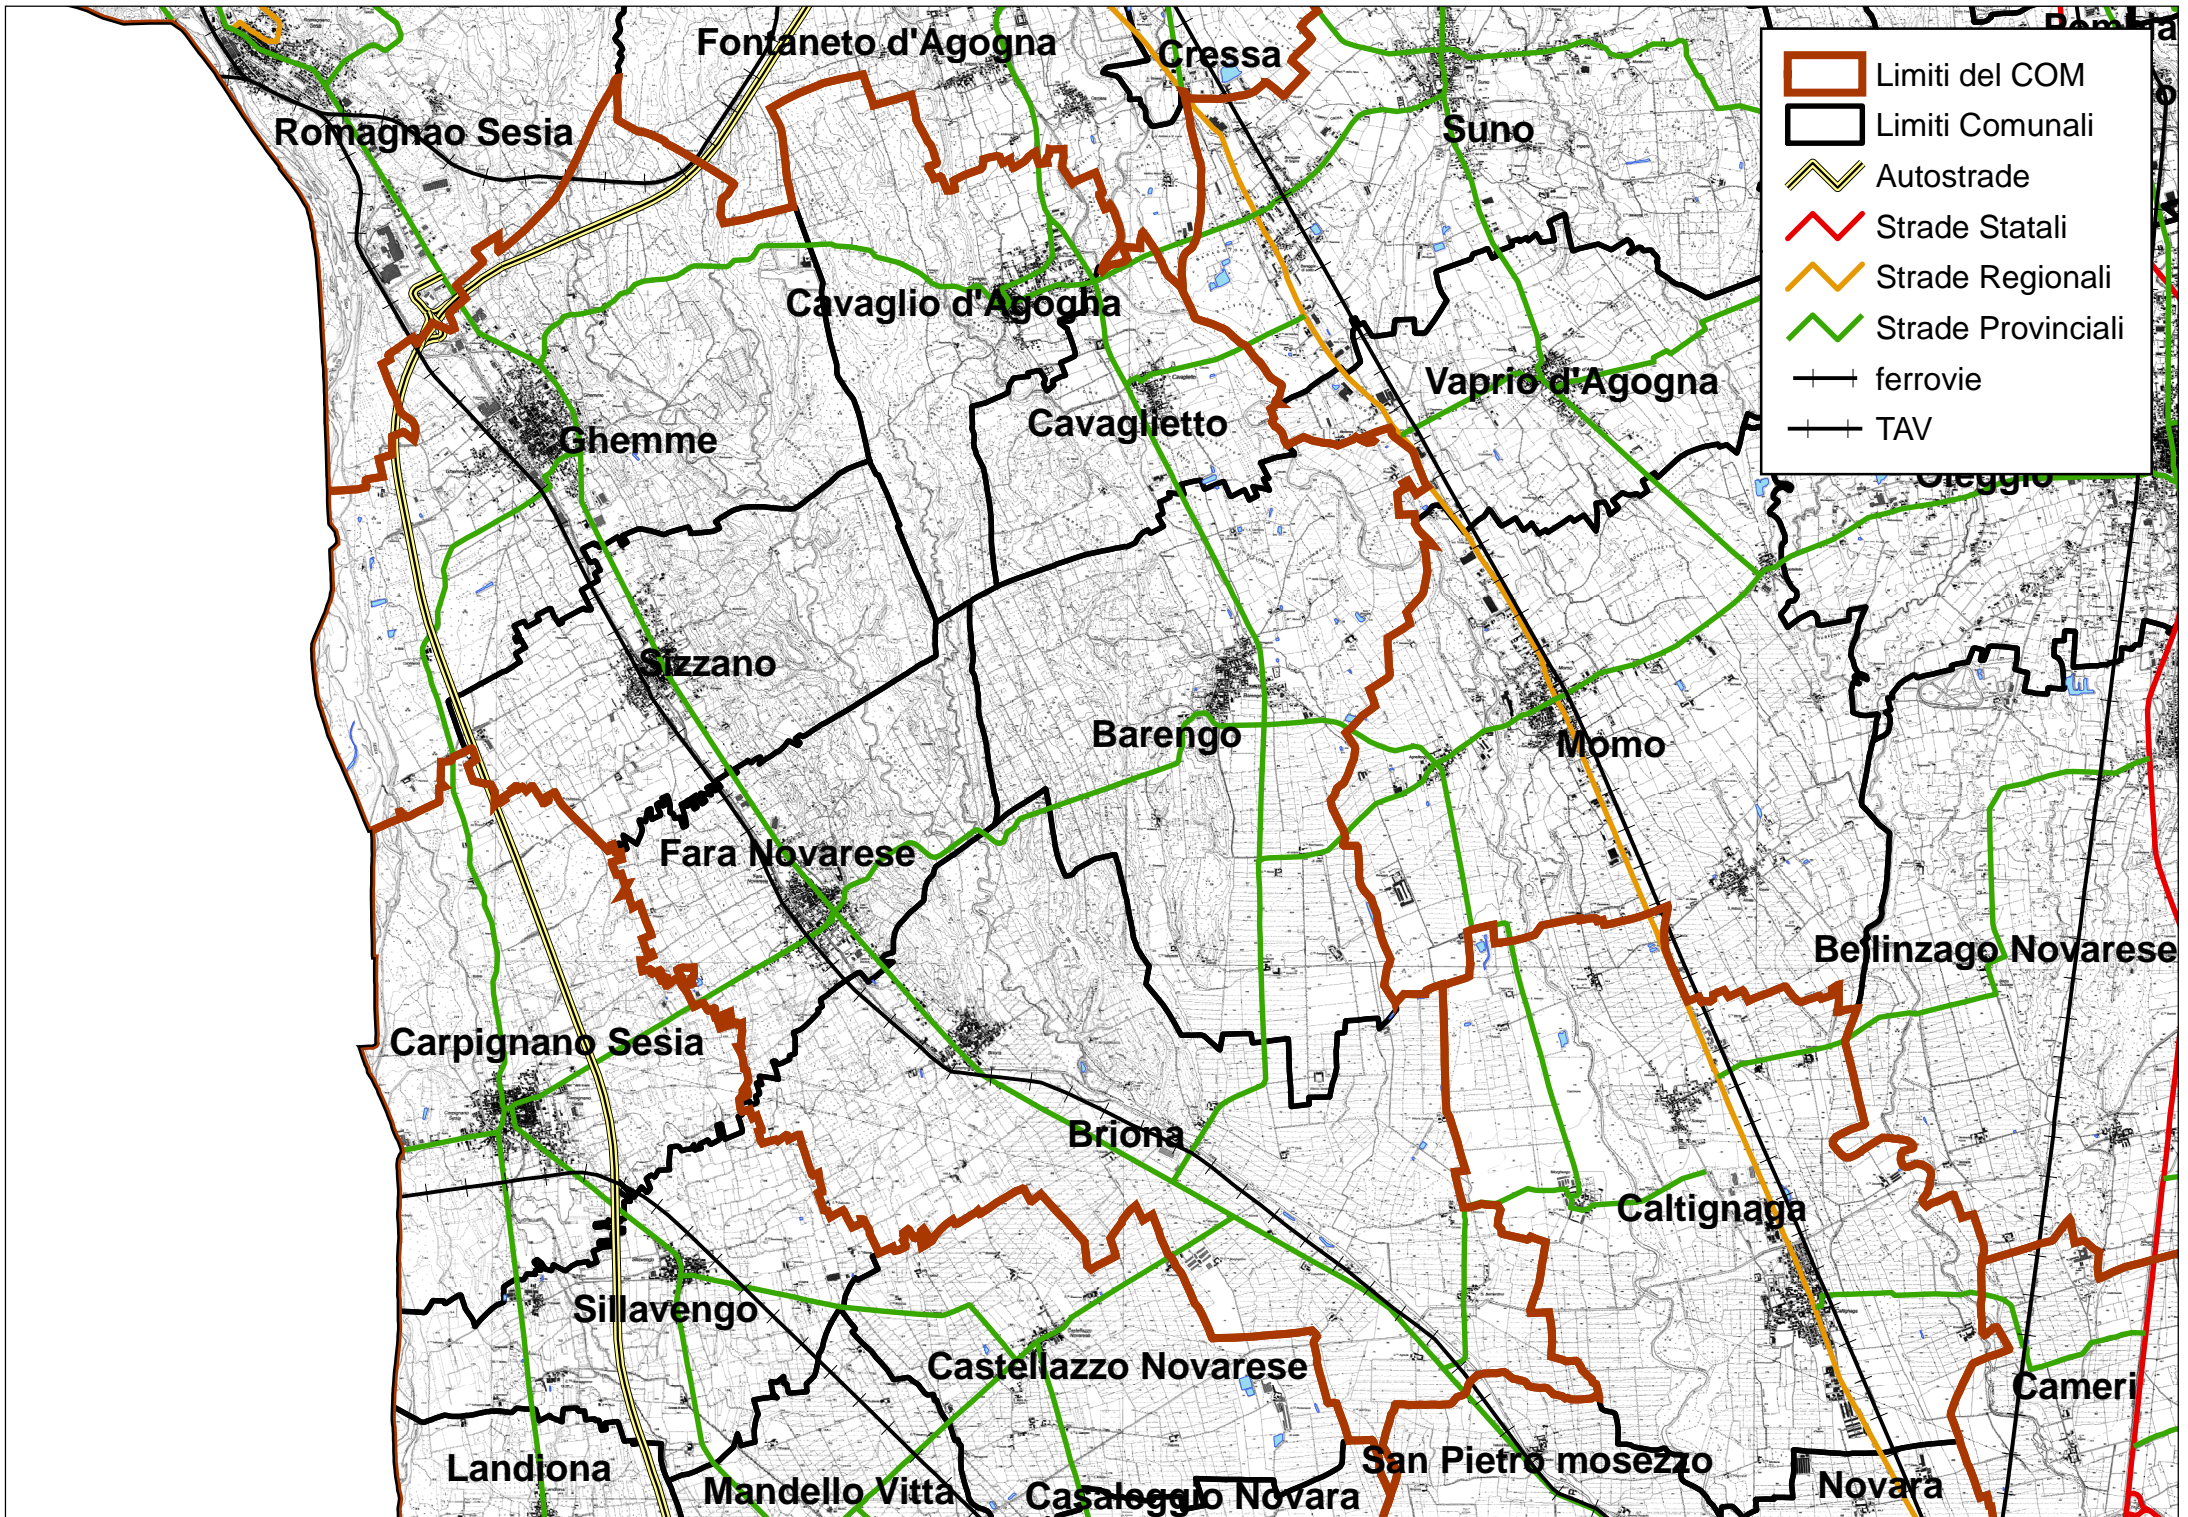 Fontaneto d'Agogna
Cressa
Romagnao Sesia
Suno
Limiti del COM
Limiti Comunali
Autostrade
Strade Statali
Strade Regionali
Strade Provinciali
ferrovie
TAV
Cavaglio d'Agogna
Vaprio d'Agogna
Cavaglietto
Ghemme
Oleggio
Sizzano
Barengo
Momo
Fara Novarese
Bellinzago Novarese
Carpignano Sesia
Briona
Caltignaga
Sillavengo
Castellazzo Novarese
Cameri
Landiona
Mandello Vitta
Casaleggio Novara
San Pietro mosezzo
Novara